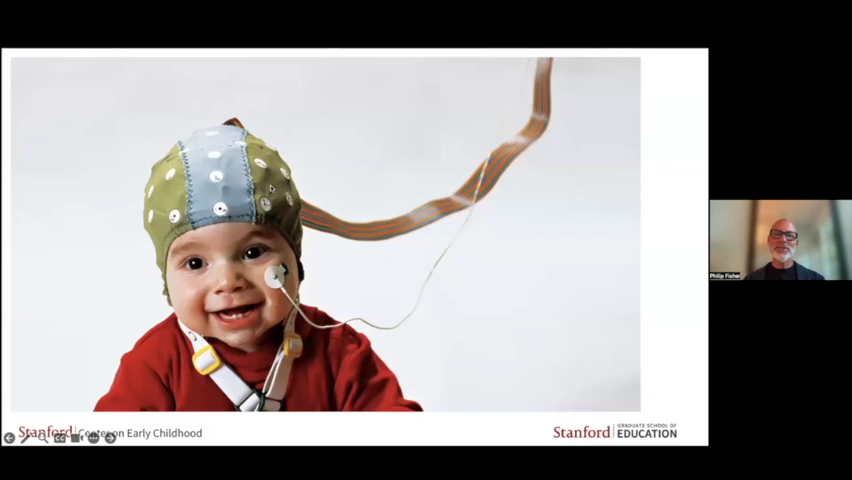 Philip Fisher
Stanford Center on Early Childhood
Stanford GRADUATE SCHOOL OF
EDUCATION